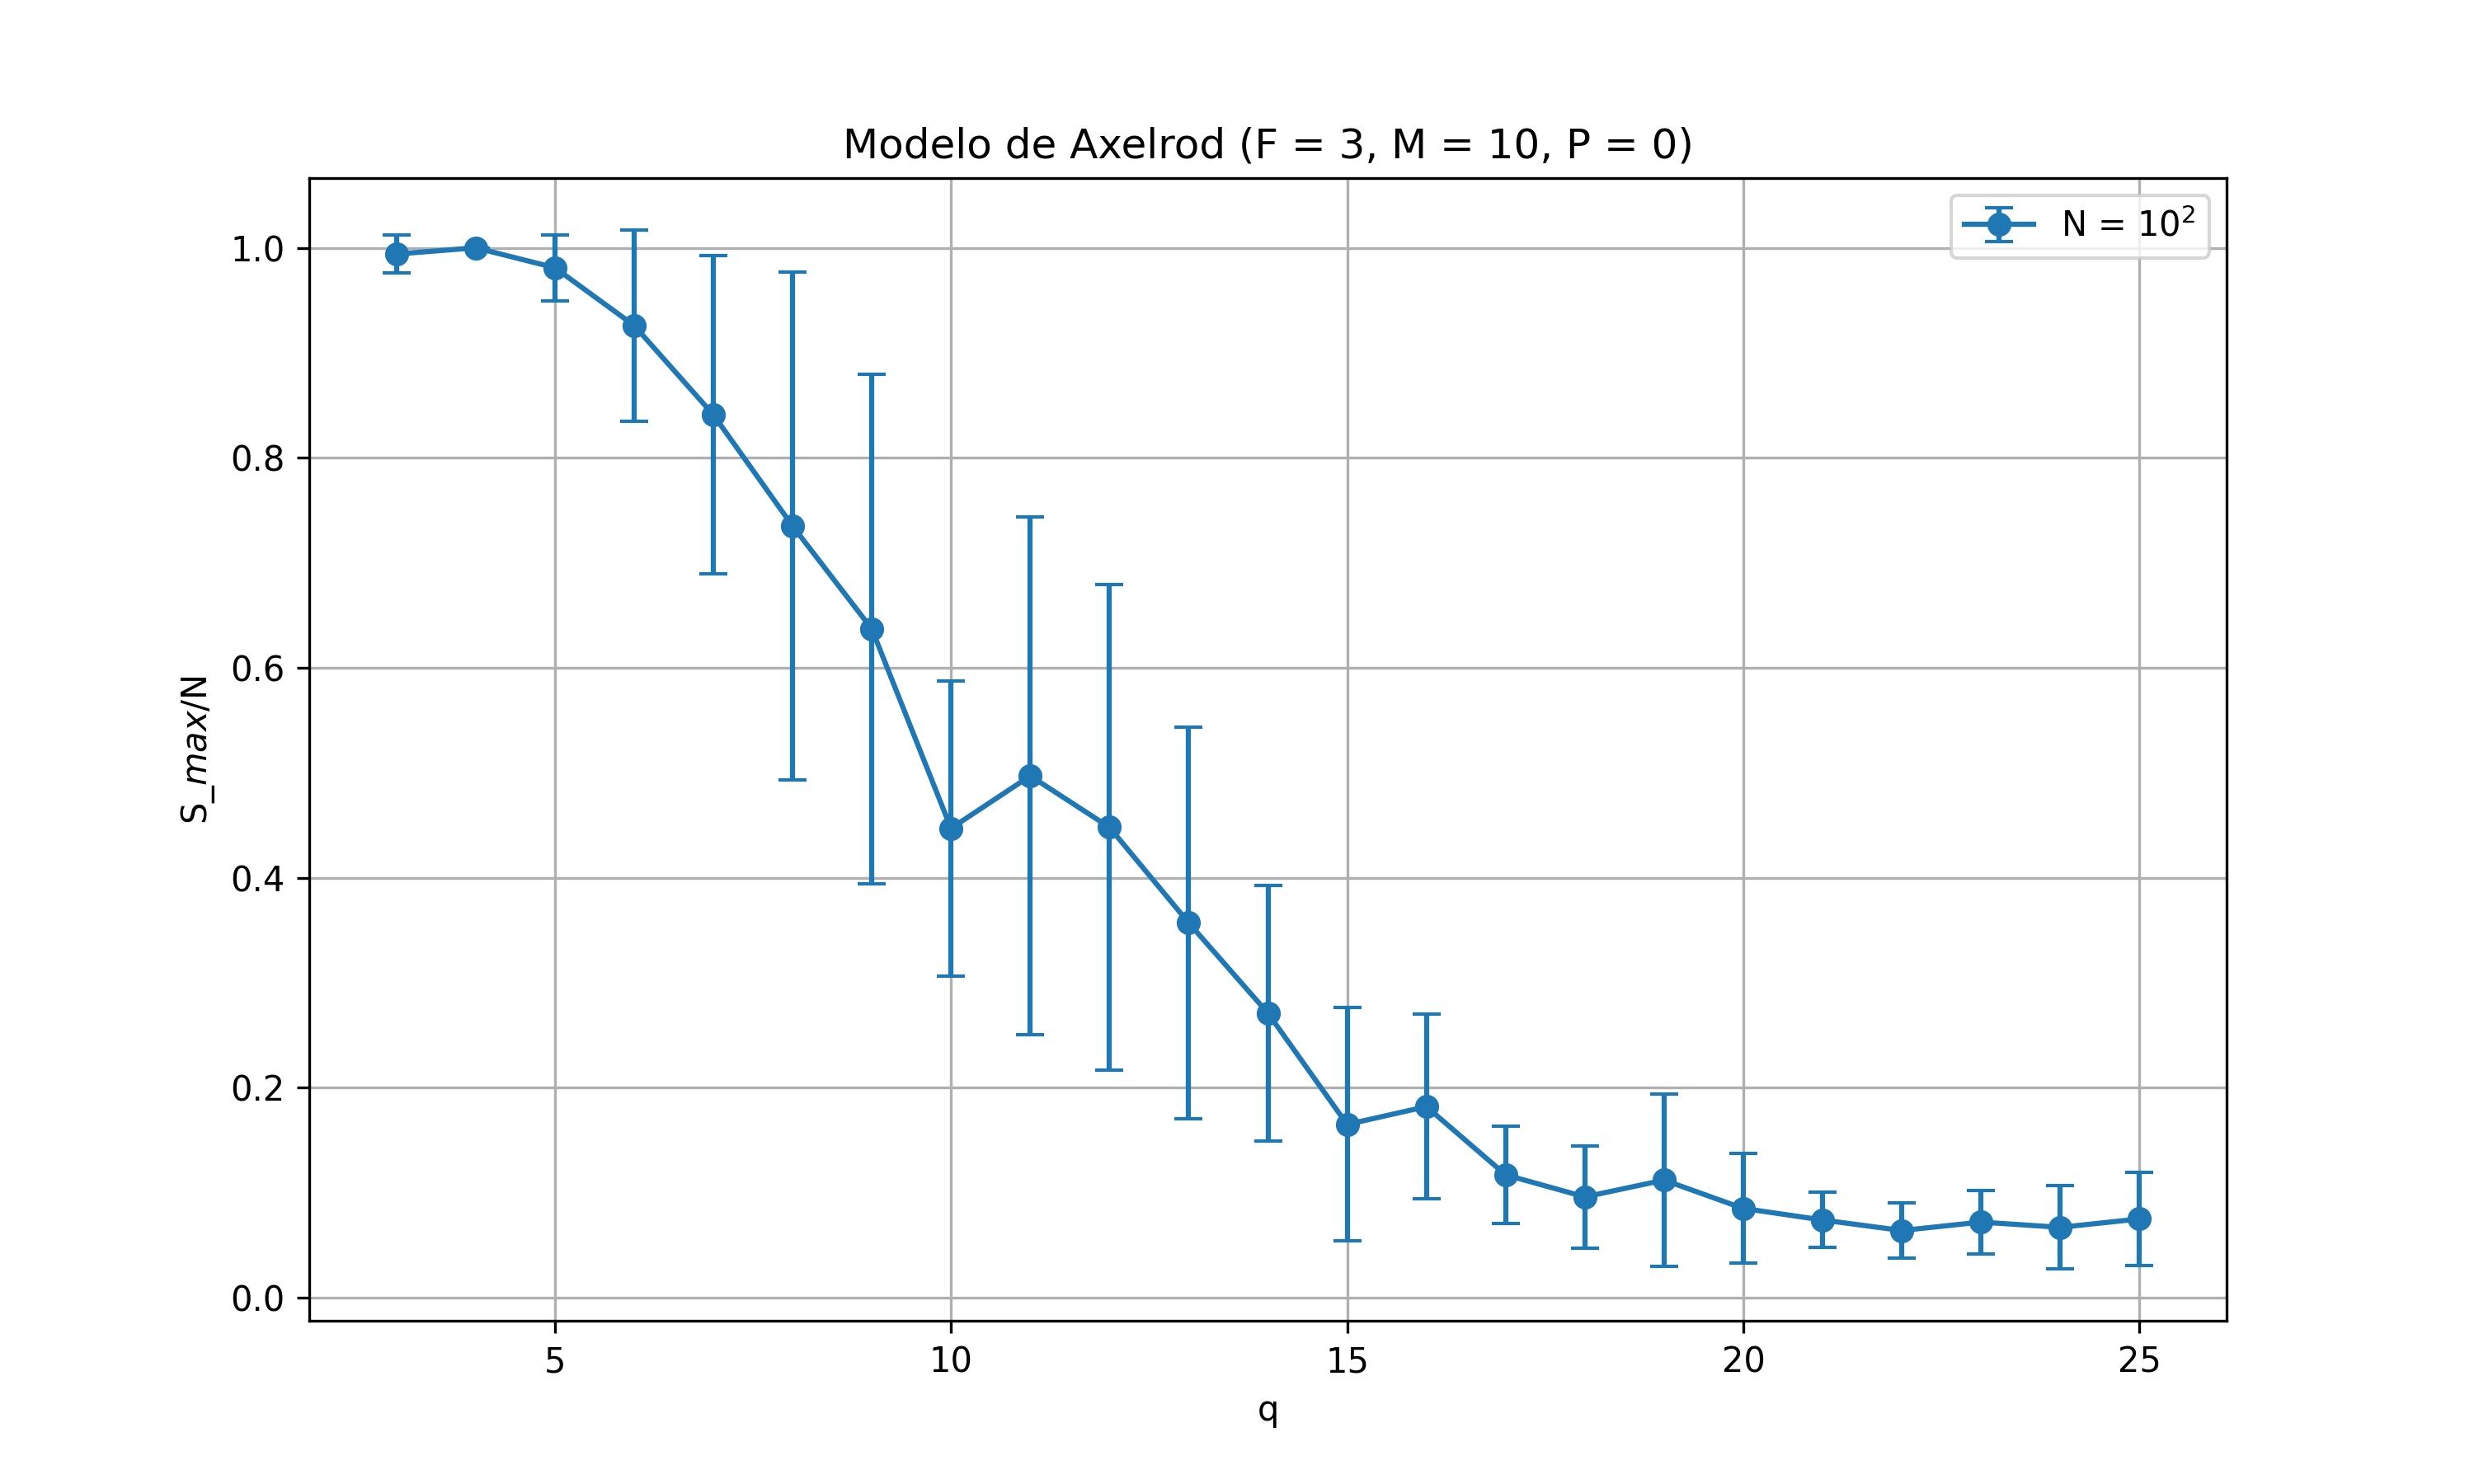 Modelo de Axelrod (F = 3, M = 10, P = 0)
N = 10²
S_max/N
1.0
0.8
0.6
0.4
0.2
0.0
5 10 15 20 25
q